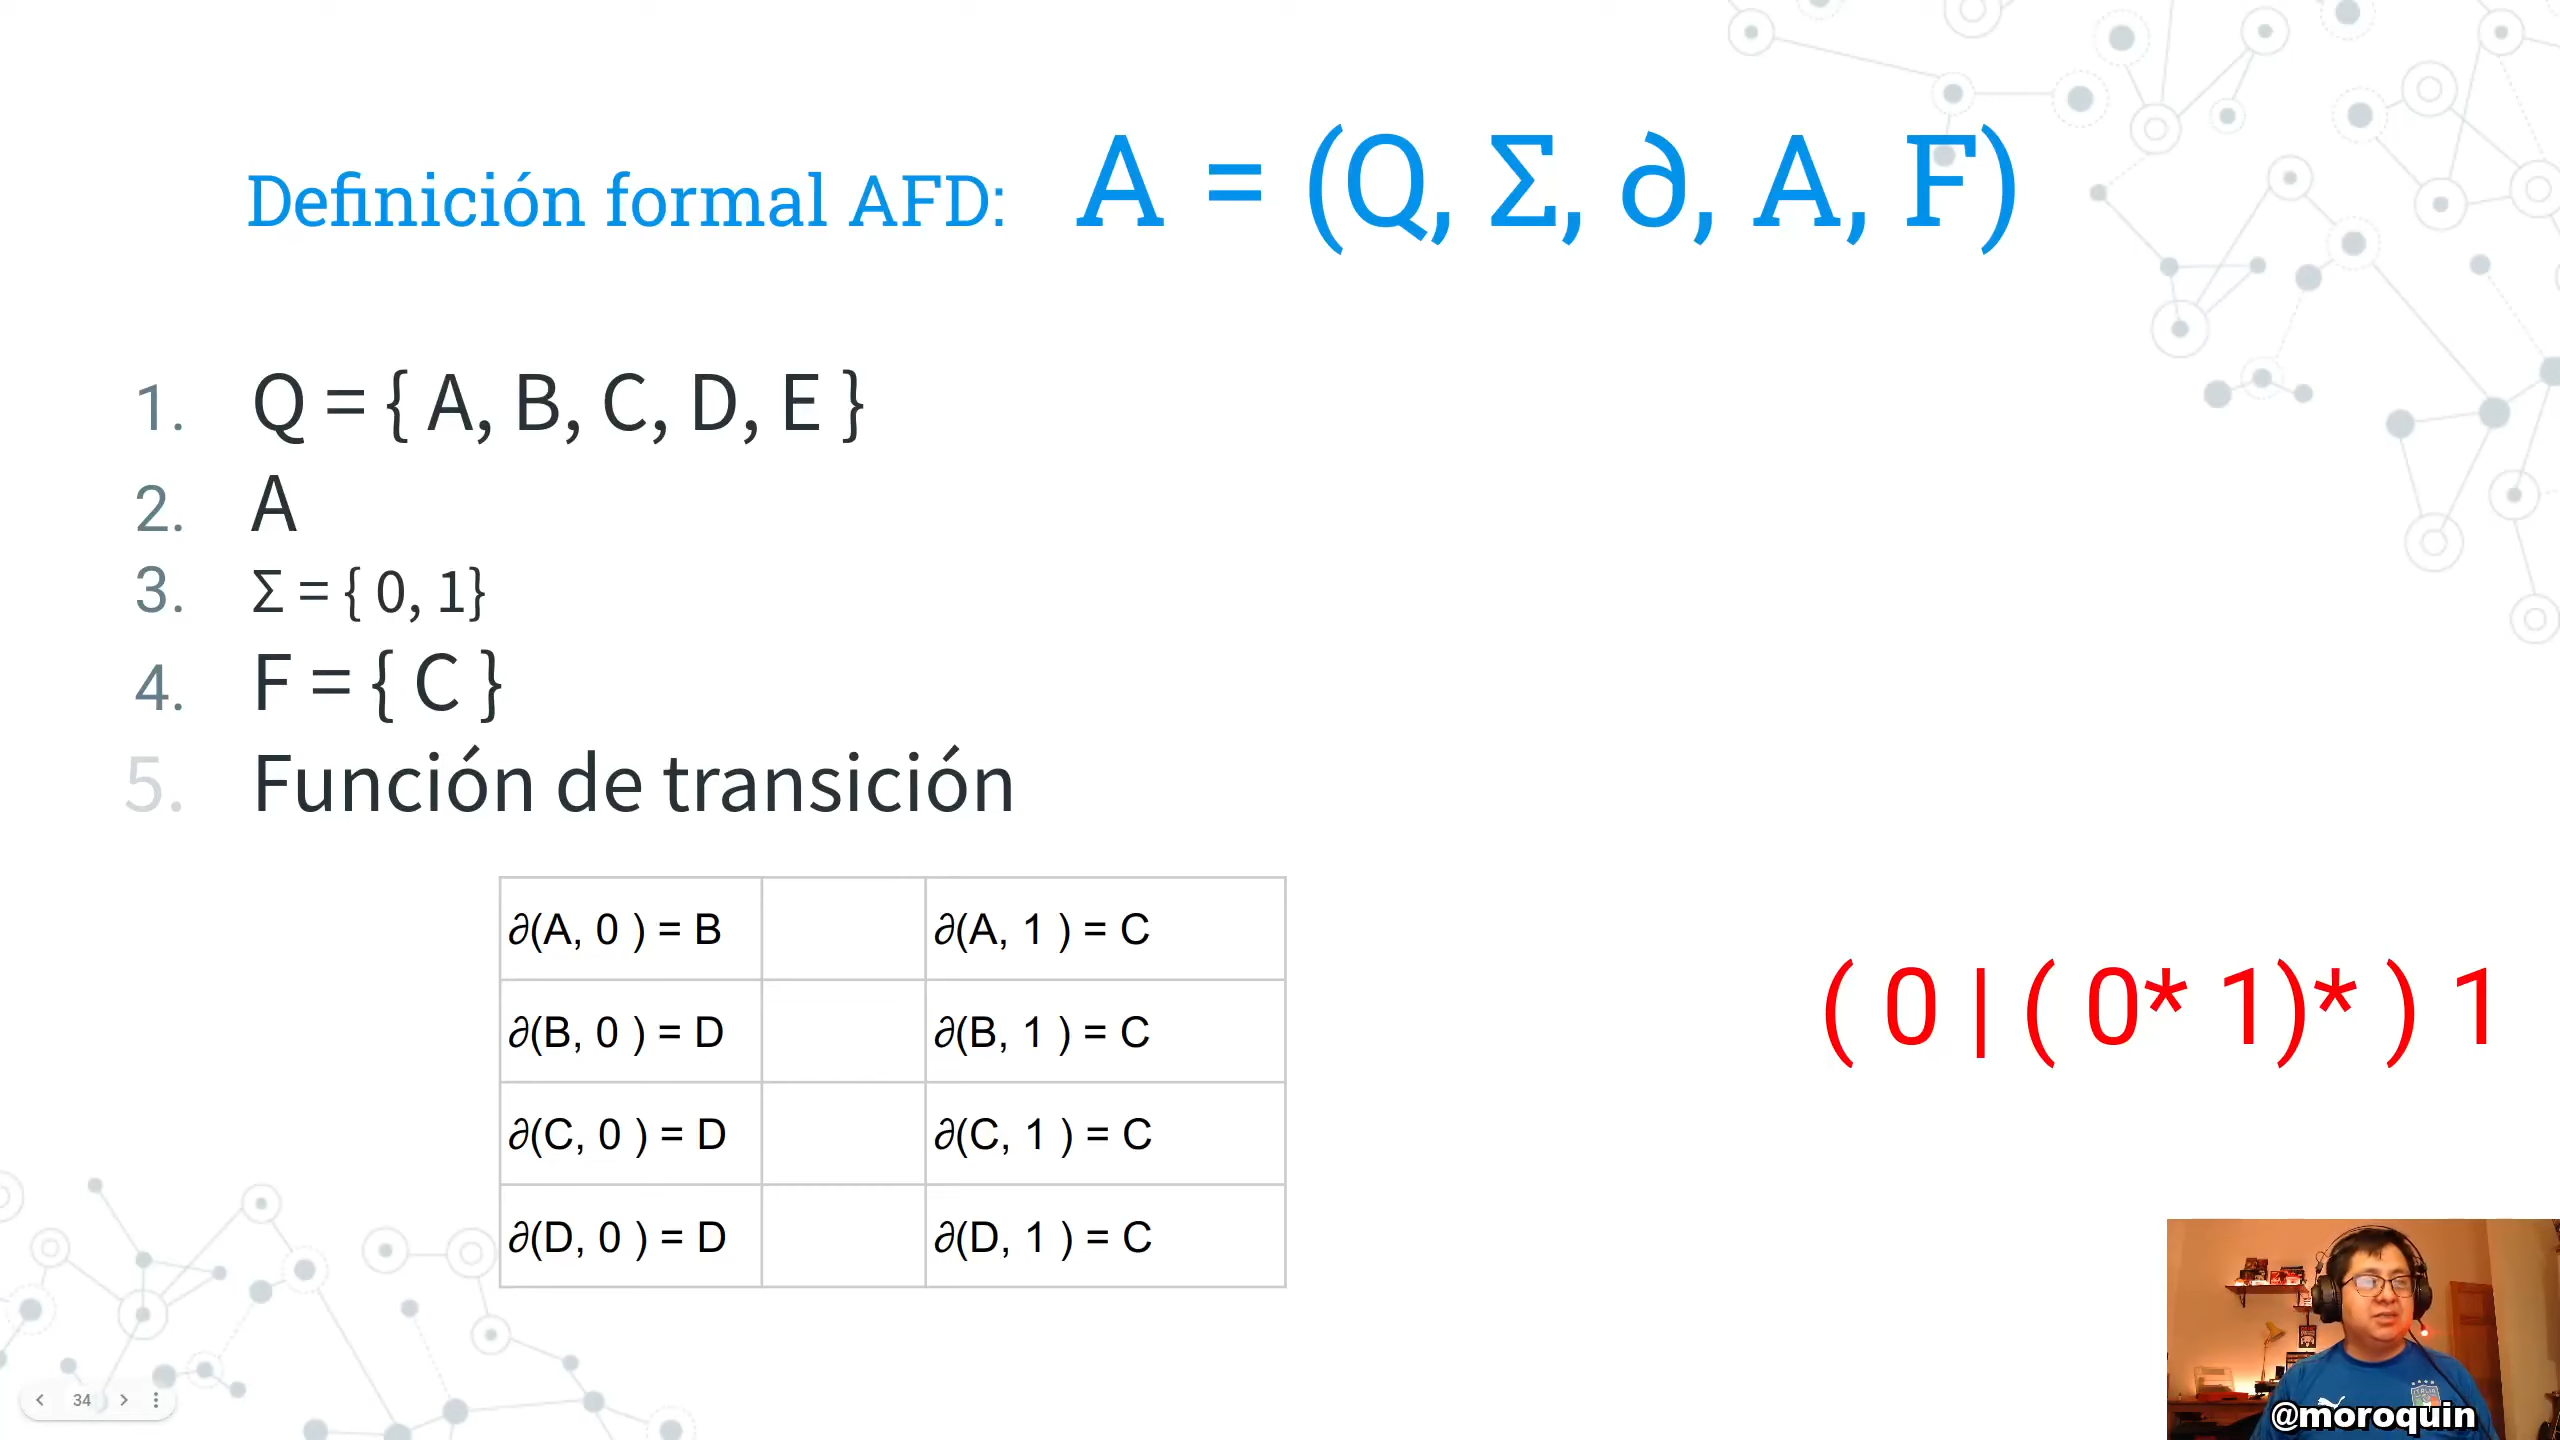 Definición formal AFD: A = (Q, Σ, ∂, A, F)
1. Q = { A, B, C, D, E }
2. A
3. Σ = { 0, 1}
4. F = { C }
5. Función de transición
∂(A, 0 ) = B ∂(A, 1 ) = C
∂(B, 0 ) = D ∂(B, 1 ) = C
∂(C, 0 ) = D ∂(C, 1 ) = C
∂(D, 0 ) = D ∂(D, 1 ) = C
( 0 | ( 0* 1)* ) 1
34
ITALIA
@moroquin